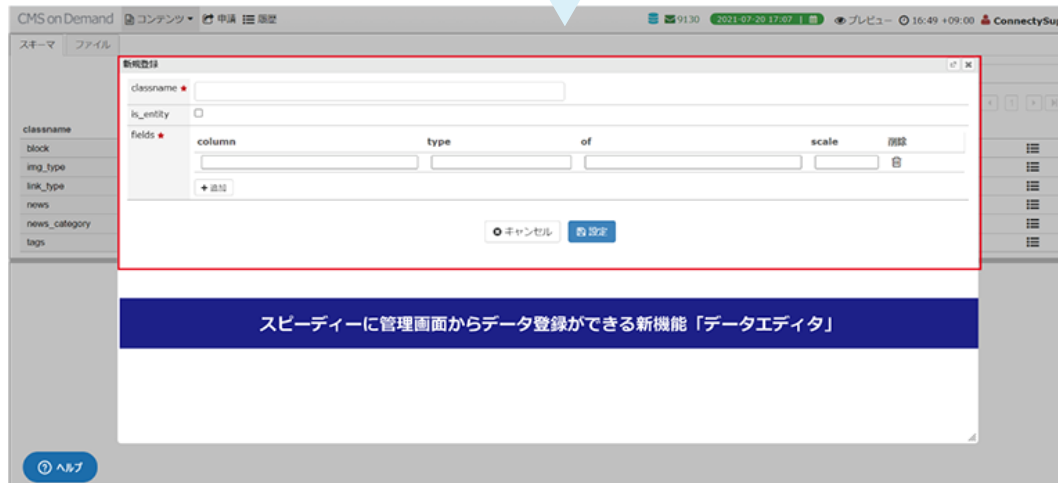 CMS on Demand コンテンツ 申請 履歴 9130 2021-07-20 17:07 プレビュー 16:49 +09:00 ConnectySup
スキーマ ファイル
新規登録
classname ★
is_entity
fields ★ column type of scale 削除
+ 追加
キャンセル 設定
classname
block
img_type
link_type
news
news_category
tags
スピーディーに管理画面からデータ登録ができる新機能「データエディタ」
ヘルプ